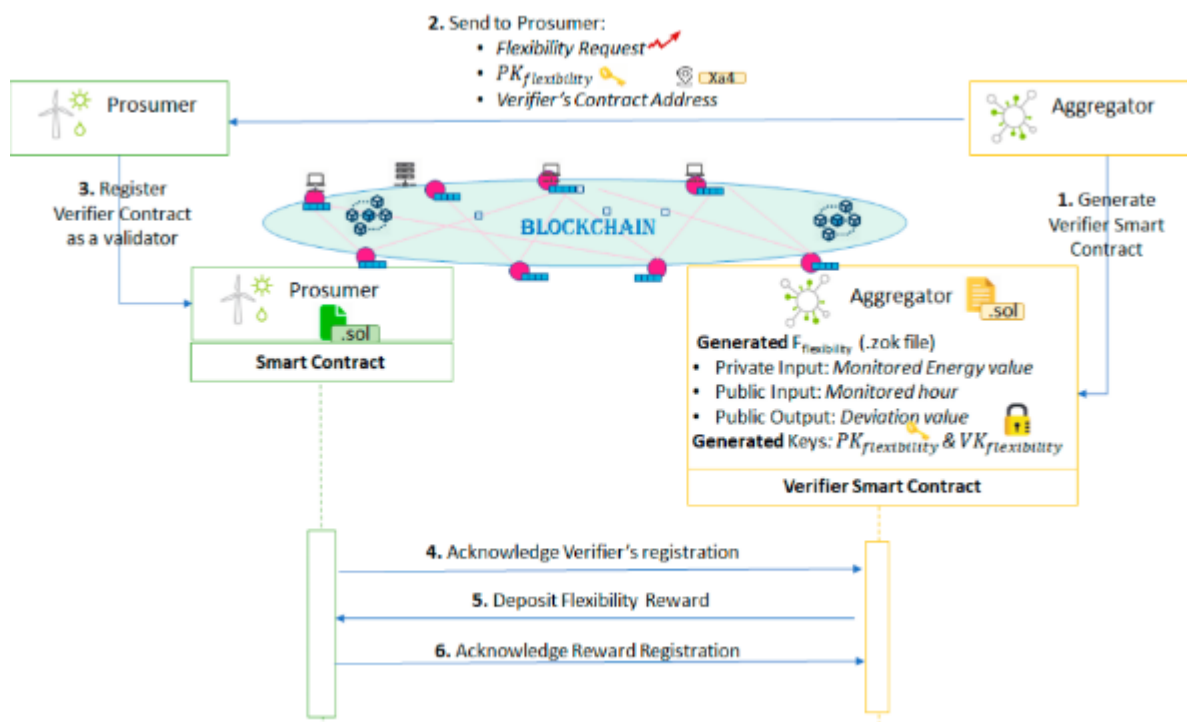 2. Send to Prosumer:
• Flexibility Request
• PK_flexibility
Xa4
• Verifier's Contract Address
Prosumer
Aggregator
3. Register
Verifier Contract
as a validator
BLOCKCHAIN
1. Generate
Verifier Smart
Contract
Prosumer
.sol
Smart Contract
Aggregator
.sol
Generated F_flexibility (.zok file)
• Private Input: Monitored Energy value
• Public Input: Monitored hour
• Public Output: Deviation value
Generated Keys: PK_flexibility & VK_flexibility
Verifier Smart Contract
4. Acknowledge Verifier's registration
5. Deposit Flexibility Reward
6. Acknowledge Reward Registration